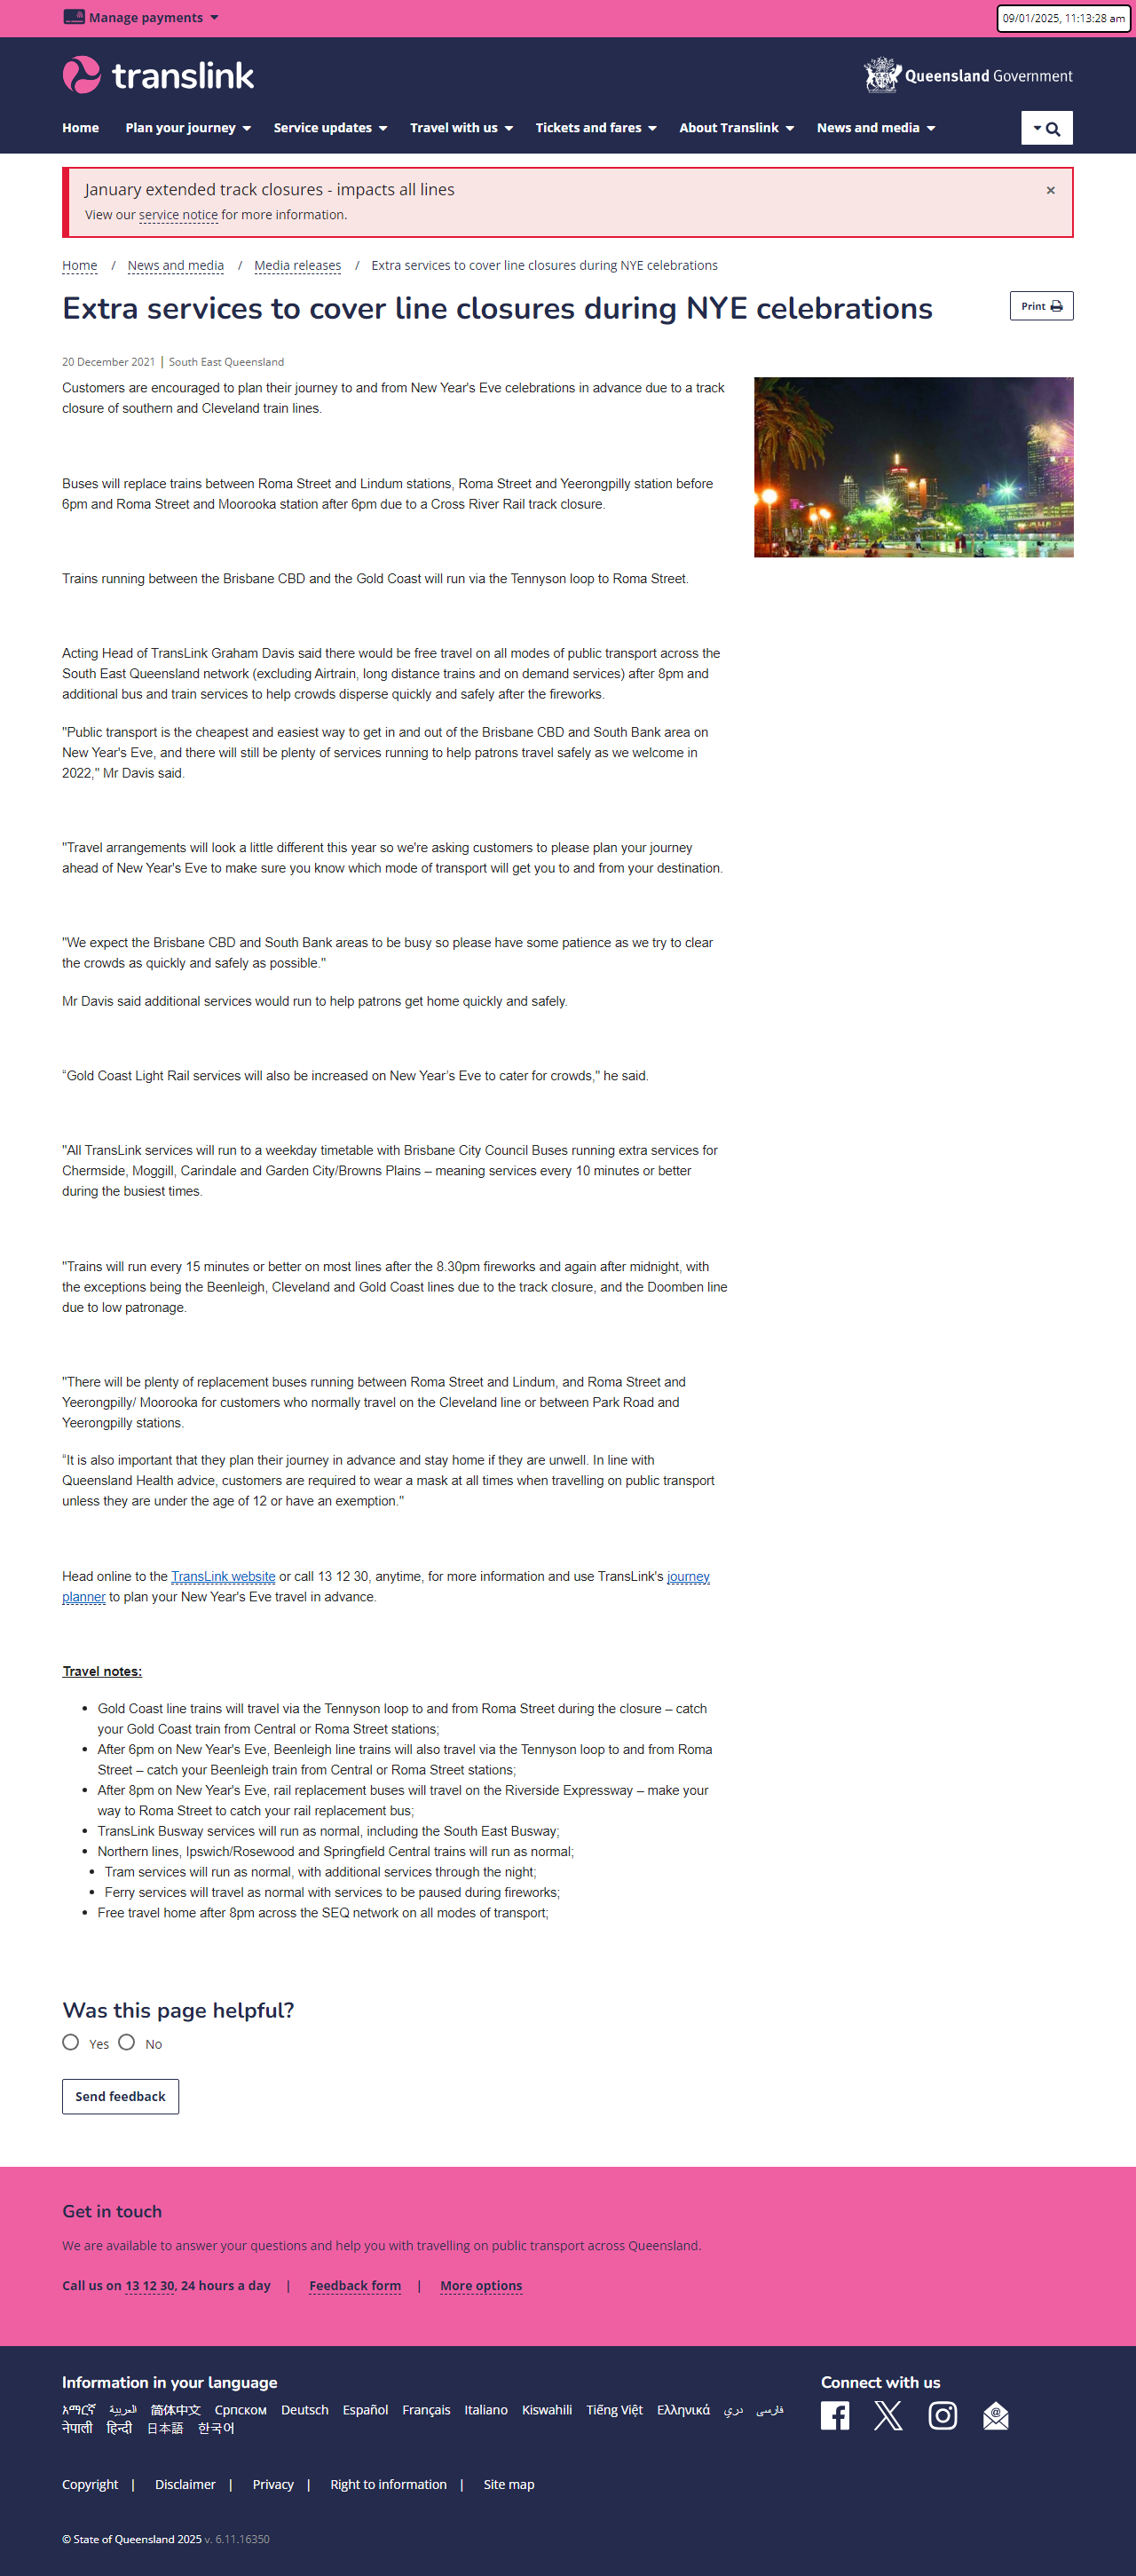 Manage payments
09/01/2025, 11:13:28 am
translink
Queensland Government
Home Plan your journey Service updates Travel with us Tickets and fares About Translink News and media
January extended track closures - impacts all lines ×
View our service notice for more information.
Home / News and media / Media releases / Extra services to cover line closures during NYE celebrations
Extra services to cover line closures during NYE celebrations
Print
20 December 2021 | South East Queensland
Customers are encouraged to plan their journey to and from New Year's Eve celebrations in advance due to a track
closure of southern and Cleveland train lines.
Buses will replace trains between Roma Street and Lindum stations, Roma Street and Yeerongpilly station before
6pm and Roma Street and Moorooka station after 6pm due to a Cross River Rail track closure.
Trains running between the Brisbane CBD and the Gold Coast will run via the Tennyson loop to Roma Street.
Acting Head of TransLink Graham Davis said there would be free travel on all modes of public transport across the
South East Queensland network (excluding Airtrain, long distance trains and on demand services) after 8pm and
additional bus and train services to help crowds disperse quickly and safely after the fireworks.
"Public transport is the cheapest and easiest way to get in and out of the Brisbane CBD and South Bank area on
New Year's Eve, and there will still be plenty of services running to help patrons travel safely as we welcome in
2022," Mr Davis said.
"Travel arrangements will look a little different this year so we're asking customers to please plan your journey
ahead of New Year's Eve to make sure you know which mode of transport will get you to and from your destination.
"We expect the Brisbane CBD and South Bank areas to be busy so please have some patience as we try to clear
the crowds as quickly and safely as possible."
Mr Davis said additional services would run to help patrons get home quickly and safely.
“Gold Coast Light Rail services will also be increased on New Year’s Eve to cater for crowds," he said.
"All TransLink services will run to a weekday timetable with Brisbane City Council Buses running extra services for
Chermside, Moggill, Carindale and Garden City/Browns Plains – meaning services every 10 minutes or better
during the busiest times.
"Trains will run every 15 minutes or better on most lines after the 8.30pm fireworks and again after midnight, with
the exceptions being the Beenleigh, Cleveland and Gold Coast lines due to the track closure, and the Doomben line
due to low patronage.
"There will be plenty of replacement buses running between Roma Street and Lindum, and Roma Street and
Yeerongpilly/ Moorooka for customers who normally travel on the Cleveland line or between Park Road and
Yeerongpilly stations.
“It is also important that they plan their journey in advance and stay home if they are unwell. In line with
Queensland Health advice, customers are required to wear a mask at all times when travelling on public transport
unless they are under the age of 12 or have an exemption."
Head online to the TransLink website or call 13 12 30, anytime, for more information and use TransLink's journey
planner to plan your New Year's Eve travel in advance.
Travel notes:
• Gold Coast line trains will travel via the Tennyson loop to and from Roma Street during the closure – catch
your Gold Coast train from Central or Roma Street stations;
• After 6pm on New Year's Eve, Beenleigh line trains will also travel via the Tennyson loop to and from Roma
Street – catch your Beenleigh train from Central or Roma Street stations;
• After 8pm on New Year's Eve, rail replacement buses will travel on the Riverside Expressway – make your
way to Roma Street to catch your rail replacement bus;
• TransLink Busway services will run as normal, including the South East Busway;
• Northern lines, Ipswich/Rosewood and Springfield Central trains will run as normal;
• Tram services will run as normal, with additional services through the night;
• Ferry services will travel as normal with services to be paused during fireworks;
• Free travel home after 8pm across the SEQ network on all modes of transport;
Was this page helpful?
Yes No
Send feedback
Get in touch
We are available to answer your questions and help you with travelling on public transport across Queensland.
Call us on 13 12 30, 24 hours a day | Feedback form | More options
Information in your language
አማርኛ العربية 简体中文 Српском Deutsch Español Français Italiano Kiswahili Tiếng Việt Ελληνικά دري فارسی
नेपाली हिन्दी 日本語 한국어
Connect with us
Copyright | Disclaimer | Privacy | Right to information | Site map
© State of Queensland 2025 v. 6.11.16350